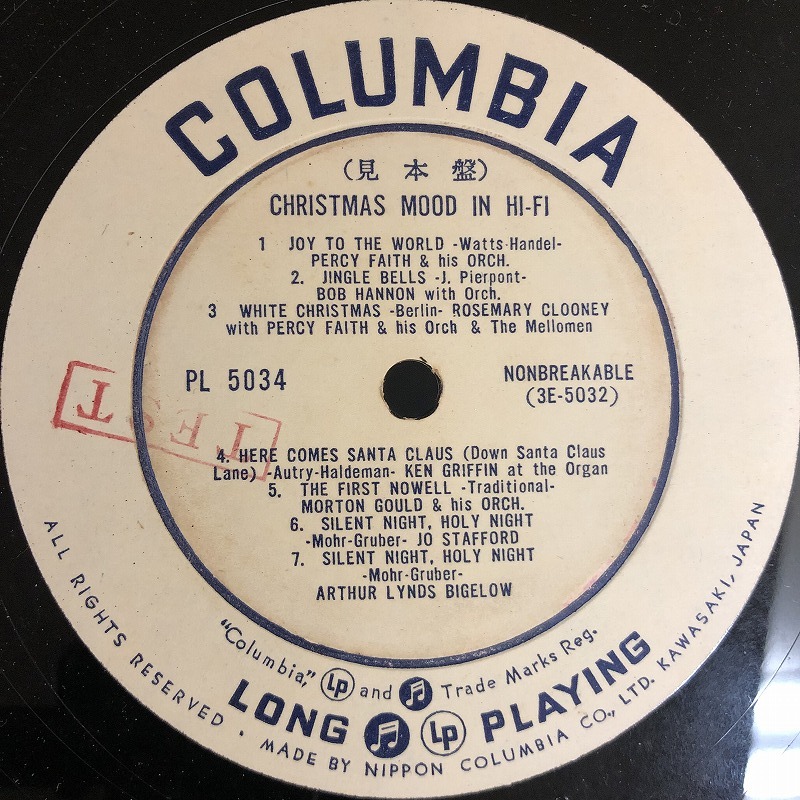 COLUMBIA
(見本盤)
CHRISTMAS MOOD IN HI-FI
1 JOY TO THE WORLD -Watts-Handel-
PERCY FAITH & his ORCH.
2. JINGLE BELLS -J. Pierpont-
BOB HANNON with Orch.
3 WHITE CHRISTMAS -Berlin- ROSEMARY CLOONEY
with PERCY FAITH & his Orch & The Mellomen
PL 5034
NONBREAKABLE
(3E-5032)
TEST
4. HERE COMES SANTA CLAUS (Down Santa Claus
Lane) -Autry-Haldeman- KEN GRIFFIN at the Organ
5. THE FIRST NOWELL -Traditional-
MORTON GOULD & his ORCH.
6. SILENT NIGHT, HOLY NIGHT
-Mohr-Gruber- JO STAFFORD
7. SILENT NIGHT, HOLY NIGHT
-Mohr-Gruber-
ARTHUR LYNDS BIGELOW
"Columbia," Lp and Trade Marks Reg.
LONG Lp PLAYING
ALL RIGHTS RESERVED · MADE BY NIPPON COLUMBIA CO., LTD. KAWASAKI, JAPAN